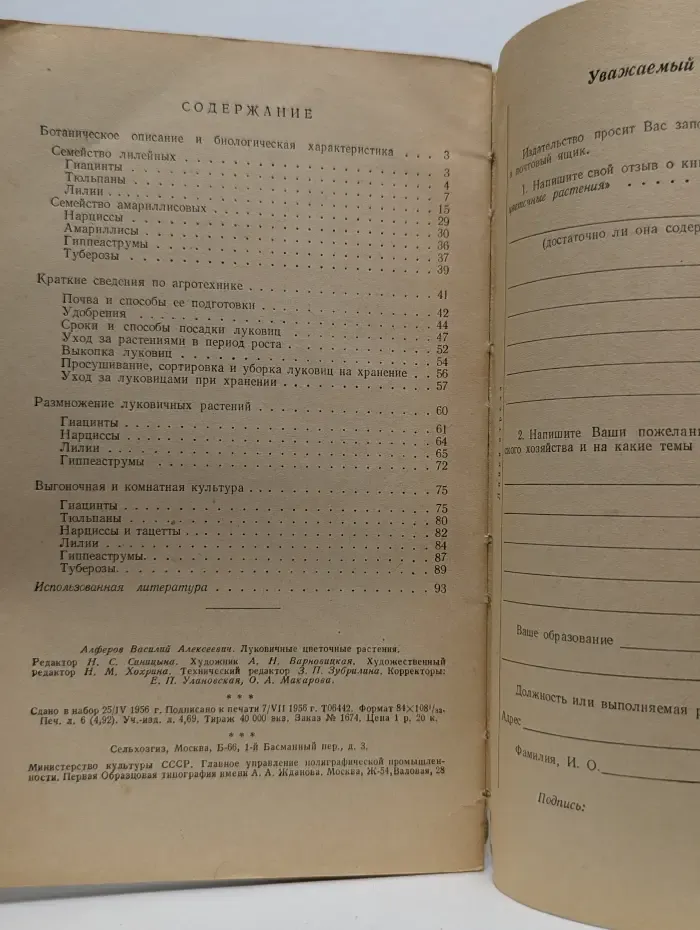 СОДЕРЖАНИЕ
Ботаническое описание и биологическая характеристика . . . 3
Семейство лилейных . . . 3
Гиацинты . . . 4
Тюльпаны . . . 7
Лилии . . . 15
Семейство амариллисовых . . . 29
Нарциссы . . . 30
Амариллисы . . . 36
Гиппеаструмы . . . 37
Туберозы . . . 39
Краткие сведения по агротехнике . . . 41
Почва и способы ее подготовки . . . 42
Удобрения . . . 44
Сроки и способы посадки луковиц . . . 47
Уход за растениями в период роста . . . 52
Выкопка луковиц . . . 54
Просушивание, сортировка и уборка луковиц на хранение . . . 56
Уход за луковицами при хранении . . . 57
Размножение луковичных растений . . . 60
Гиацинты . . . 61
Нарциссы . . . 64
Лилии . . . 65
Гиппеаструмы . . . 72
Выгоночная и комнатная культура . . . 75
Гиацинты . . . 75
Тюльпаны . . . 80
Нарциссы и тацетты . . . 82
Лилии . . . 84
Гиппеаструмы . . . 87
Туберозы . . . 89
Использованная литература . . . 93
Алферов Василий Алексеевич. Луковичные цветочные растения.
Редактор Н. С. Синицына. Художник А. Н. Варновицкая. Художественный
редактор Н. М. Хохрина. Технический редактор З. П. Зубрилина. Корректоры:
Е. П. Улановская, О. А. Макарова.
* * *
Сдано в набор 25/IV 1956 г. Подписано к печати 7/VII 1956 г. Т06442. Формат 84×108¹/₃₂.
Печ. л. 6 (4,92). Уч.-изд. л. 4,69. Тираж 40 000 экз. Заказ № 1674. Цена 1 р. 20 к.
* * *
Сельхозгиз, Москва, Б-66, 1-й Басманный пер., д. 3.
Министерство культуры СССР. Главное управление полиграфической промышлен-
ности. Первая Образцовая типография имени А. А. Жданова. Москва, Ж-54, Валовая, 28
Уважаемый
Издательство просит Вас запо
в почтовый ящик.
1. Напишите свой отзыв о кни
цветочные растения» . . . . .
(достаточно ли она содер
2. Напишите Ваши пожелани
ского хозяйства и на какие темы
Ваше образование
Должность или выполняемая р
Адрес
Фамилия, И. О.
Подпись: